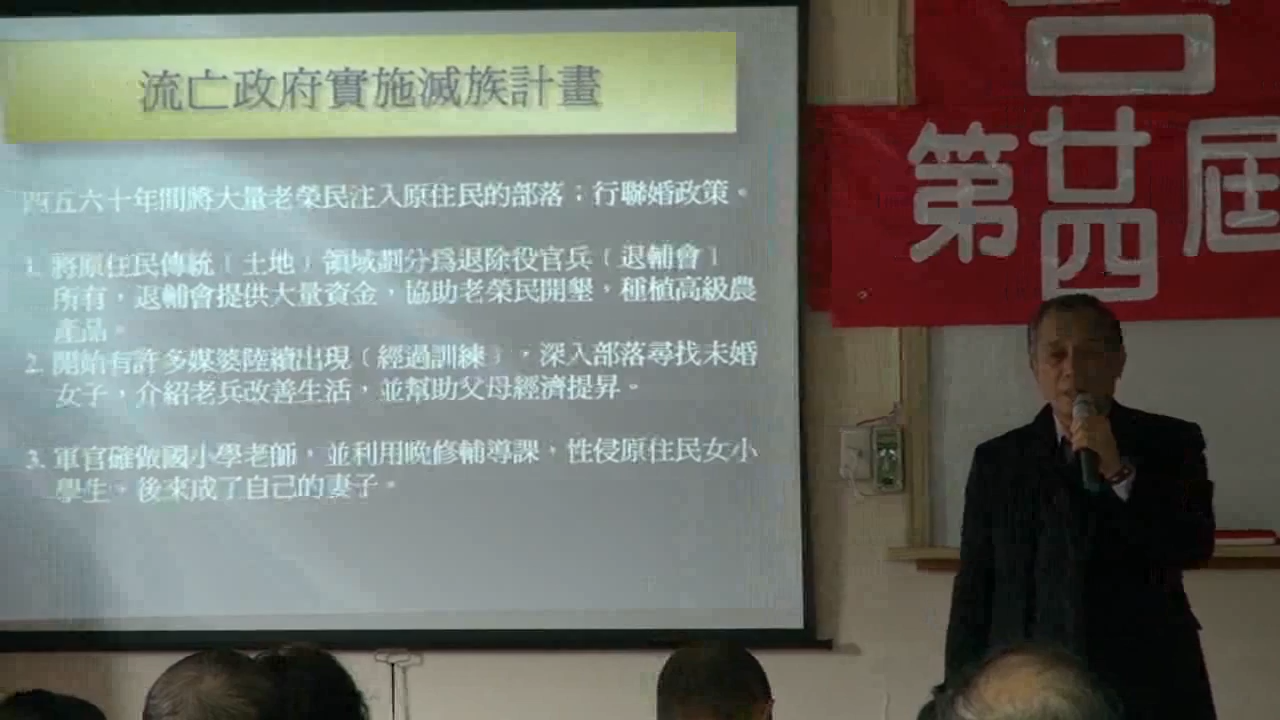 流亡政府實施滅族計畫
四五六十年間將大量老榮民注入原住民的部落；行聯婚政策。
1. 將原住民傳統﹝土地﹞領域劃分為退除役官兵﹝退輔會﹞
所有，退輔會提供大量資金，協助老榮民開墾，種植高級農
產品。
2. 開始有許多媒婆陸續出現﹝經過訓練﹞，深入部落尋找未婚
女子，介紹老兵改善生活，並幫助父母經濟提昇。
3. 軍官確做國小學老師，並利用晚修輔導課，性侵原住民女小
學生。後來成了自己的妻子。
第廿四屆